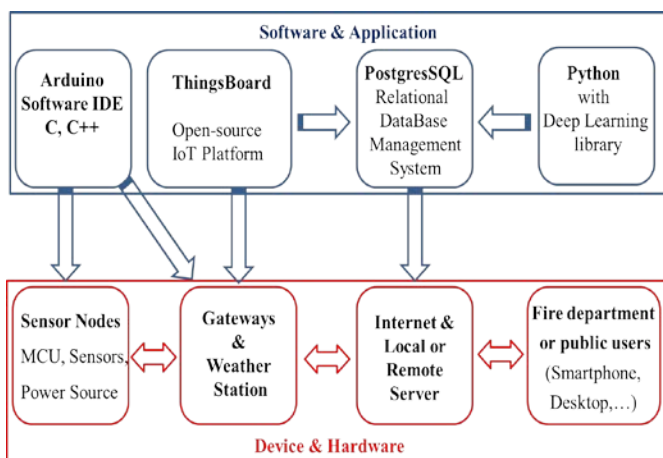 Software & Application
Arduino
Software IDE
C, C++
ThingsBoard
Open-source
IoT Platform
PostgresSQL
Relational
DataBase
Management
System
Python
with
Deep Learning
library
Sensor Nodes
MCU, Sensors,
Power Source
Gateways
&
Weather
Station
Internet &
Local or
Remote
Server
Fire department
or public users
(Smartphone,
Desktop,...)
Device & Hardware